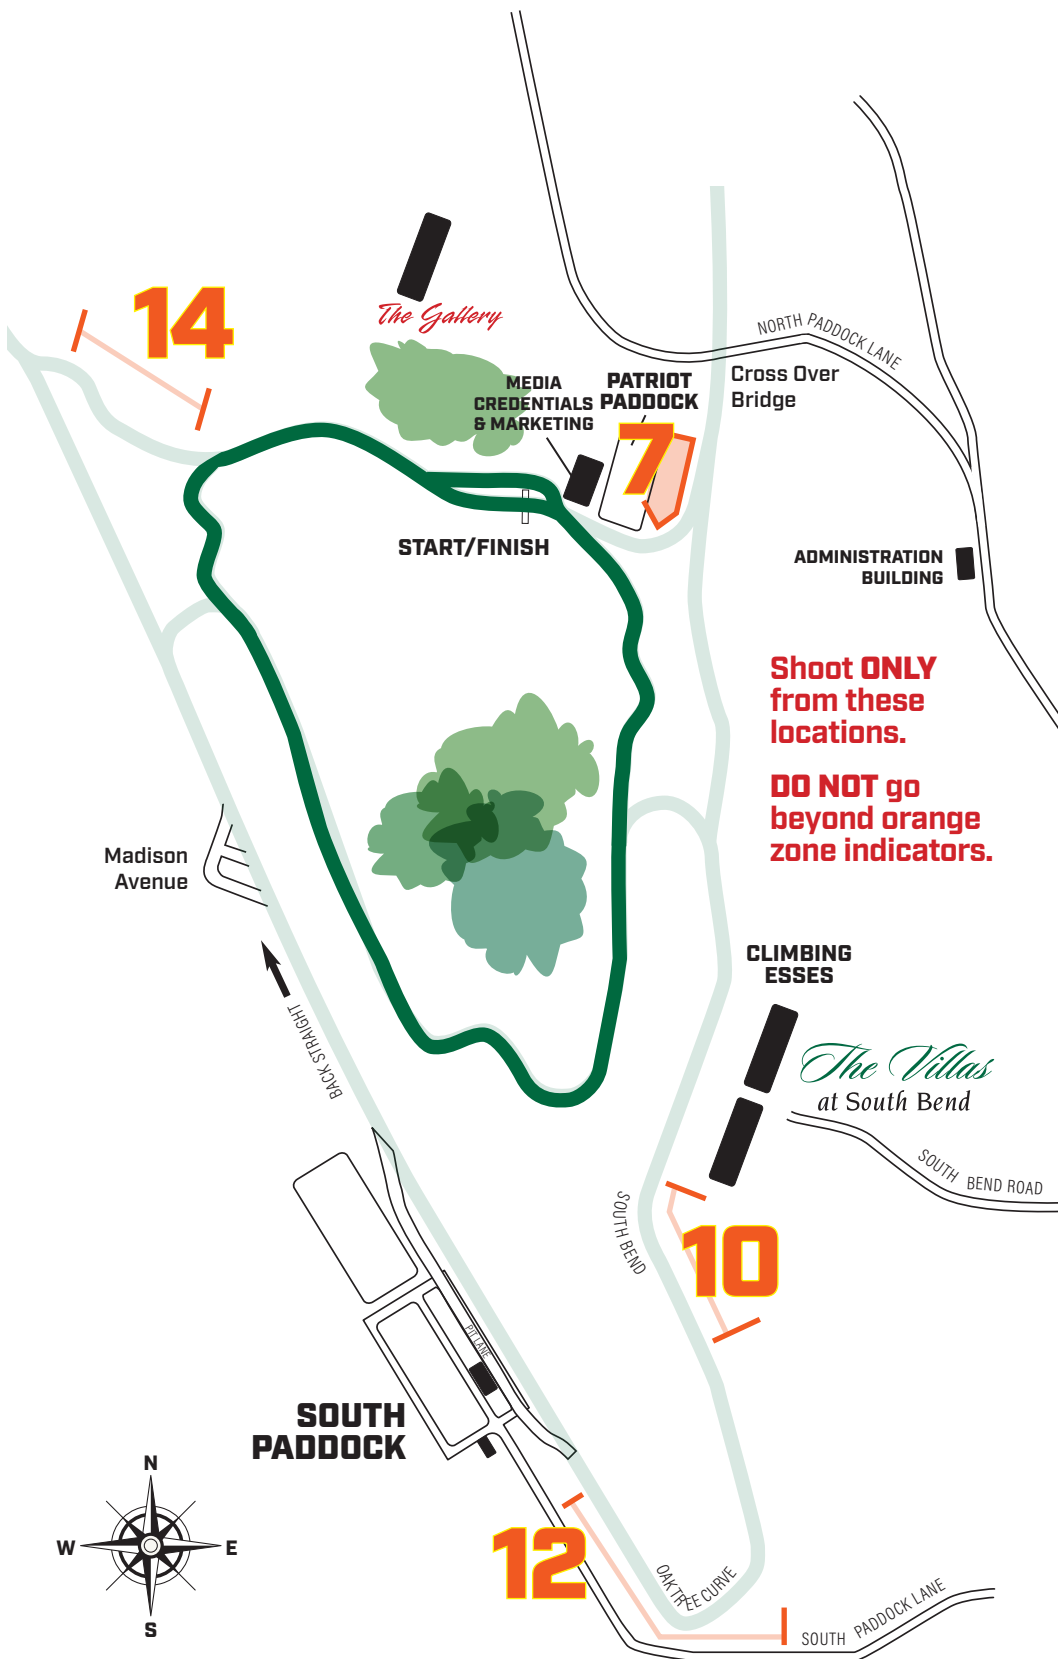 14
The Gallery
NORTH PADDOCK LANE
MEDIA
CREDENTIALS
& MARKETING
PATRIOT
PADDOCK
Cross Over
Bridge
7
START/FINISH
ADMINISTRATION
BUILDING
Shoot ONLY
from these
locations.
DO NOT go
beyond orange
zone indicators.
Madison
Avenue
CLIMBING
ESSES
BACK STRAIGHT
The Villas
at South Bend
SOUTH BEND ROAD
SOUTH BEND
10
PIT LANE
SOUTH
PADDOCK
N
W
E
S
12
OAK TREE CURVE
SOUTH PADDOCK LANE